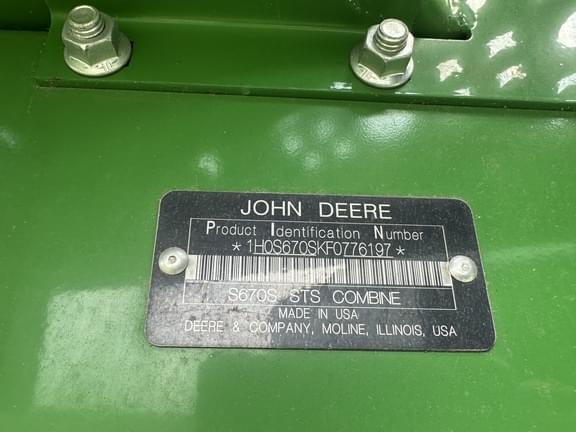 JOHN DEERE
Product Identification Number
*1H0S670SKF0776197*
S670S STS COMBINE
MADE IN USA
DEERE & COMPANY, MOLINE, ILLINOIS, USA